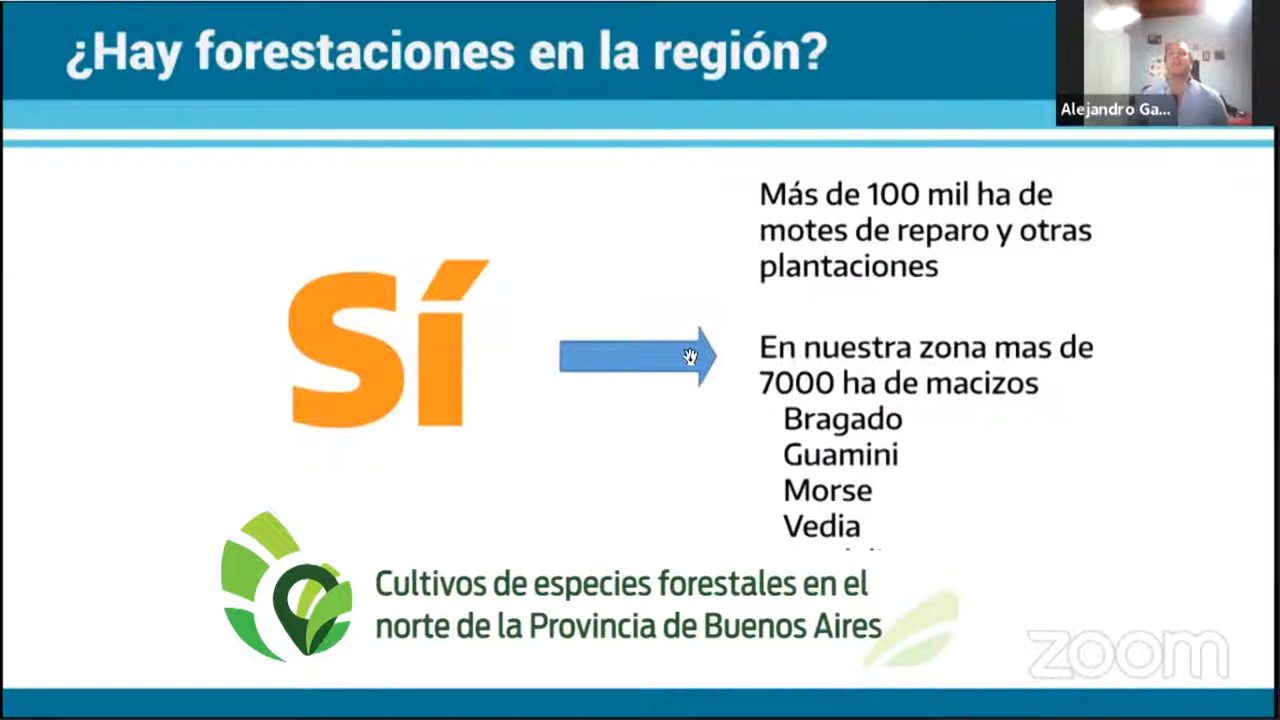 ¿Hay forestaciones en la región?
Alejandro Ga...
Más de 100 mil ha de
motes de reparo y otras
plantaciones
Sí
En nuestra zona mas de
7000 ha de macizos
Bragado
Guamini
Morse
Vedia
Cultivos de especies forestales en el
norte de la Provincia de Buenos Aires
zoom